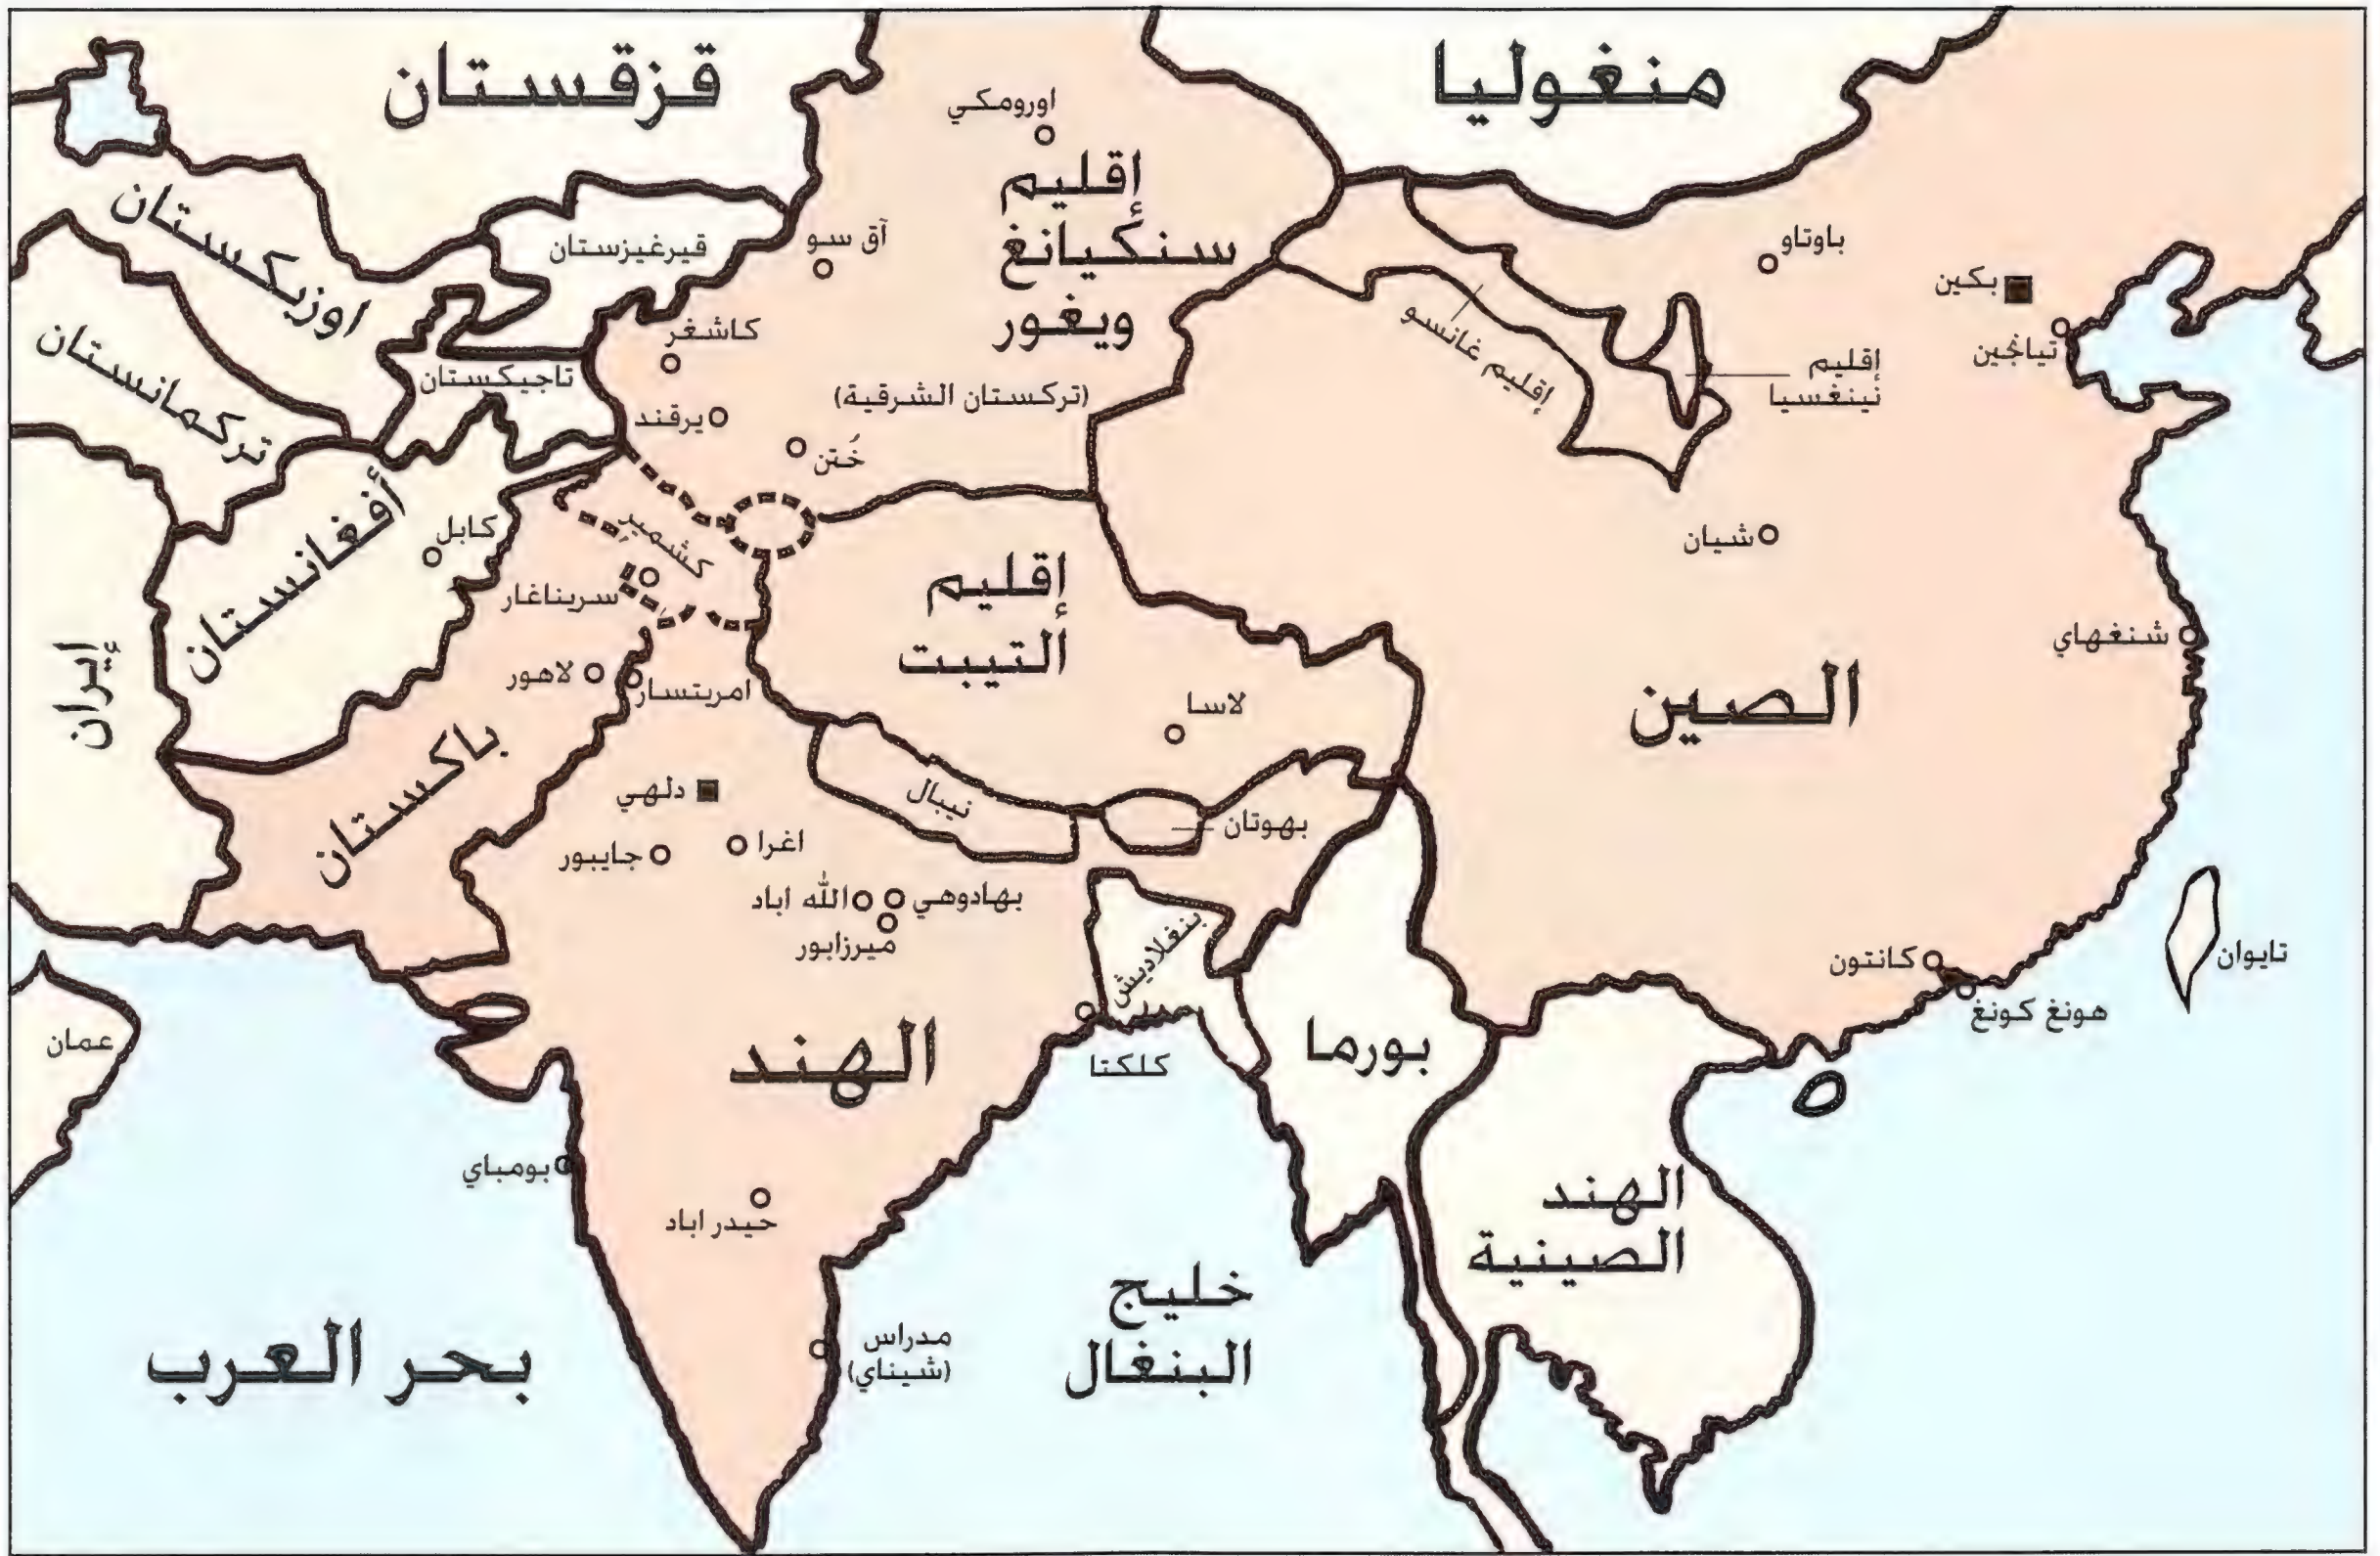 منغوليا
قزقستان
اورومكي
إقليم
سنكيانغ
ويغور
(تركستان الشرقية)
آق سو
قيرغيزستان
اوزبكستان
كاشغر
تاجيكستان
تركمانستان
يرقند
خُتن
باوتاو
بكين
تيانجين
إقليم
نينغسيا
إقليم غانسو
أفغانستان
كابل
كشمير
سريناغار
شيان
إقليم
التيبت
لاسا
شنغهاي
الصين
إيران
لاهور
امريتسار
باكستان
دلهي
نيبال
بهوتان
اغرا
جايبور
بهادوهي
الله اباد
ميرزابور
بنغلاديش
كانتون
هونغ كونغ
تايوان
عمان
الهند
كلكتا
بورما
بومباي
حيدر اباد
الهند
الصينية
خليج
البنغال
مدراس
(شيناي)
بحر العرب